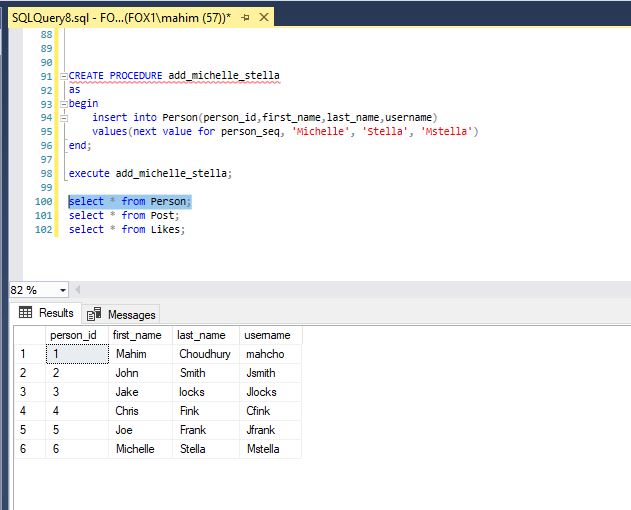 SQLQuery8.sql - FO...(FOX1\mahim (57))*
88
89
90
91 CREATE PROCEDURE add_michelle_stella
92 as
93 begin
94 insert into Person(person_id,first_name,last_name,username)
95 values(next value for person_seq, 'Michelle', 'Stella', 'Mstella')
96 end;
97
98 execute add_michelle_stella;
99
100 select * from Person;
101 select * from Post;
102 select * from Likes;
82 %
Results Messages
person_id first_name last_name username
1 1 Mahim Choudhury mahcho
2 2 John Smith Jsmith
3 3 Jake locks Jlocks
4 4 Chris Fink Cfink
5 5 Joe Frank Jfrank
6 6 Michelle Stella Mstella